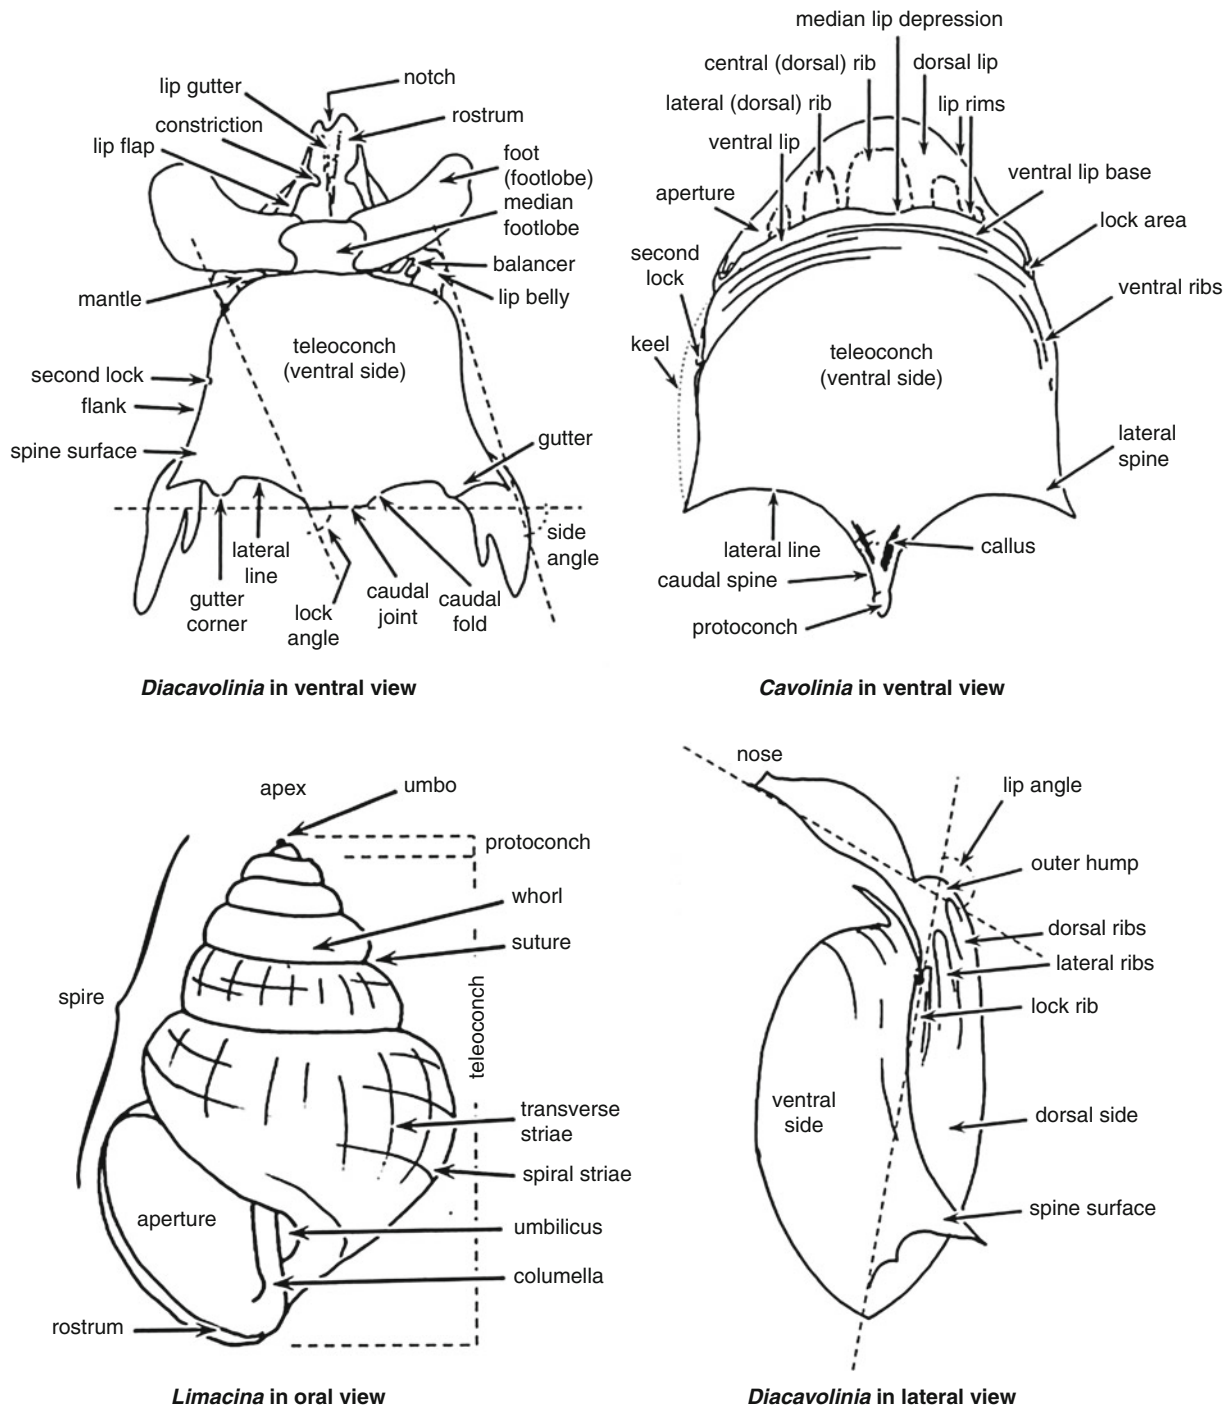 notch
lip gutter
rostrum
constriction
lip flap
foot
(footlobe)
median
footlobe
balancer
lip belly
mantle
teleoconch
(ventral side)
second lock
flank
spine surface
gutter
lateral
line
gutter
corner
lock
angle
caudal
joint
caudal
fold
side
angle
Diacavolinia in ventral view
median lip depression
central (dorsal) rib
dorsal lip
lateral (dorsal) rib
lip rims
ventral lip
ventral lip base
aperture
lock area
second
lock
ventral ribs
keel
teleoconch
(ventral side)
lateral
spine
lateral line
callus
caudal spine
protoconch
Cavolinia in ventral view
apex
umbo
protoconch
whorl
suture
spire
teleoconch
transverse
striae
spiral striae
aperture
umbilicus
columella
rostrum
Limacina in oral view
nose
lip angle
outer hump
dorsal ribs
lateral ribs
lock rib
ventral
side
dorsal side
spine surface
Diacavolinia in lateral view